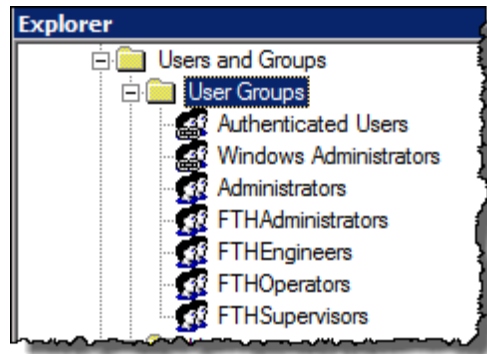 Explorer
Users and Groups
User Groups
Authenticated Users
Windows Administrators
Administrators
FTHAdministrators
FTHEngineers
FTHOperators
FTHSupervisors